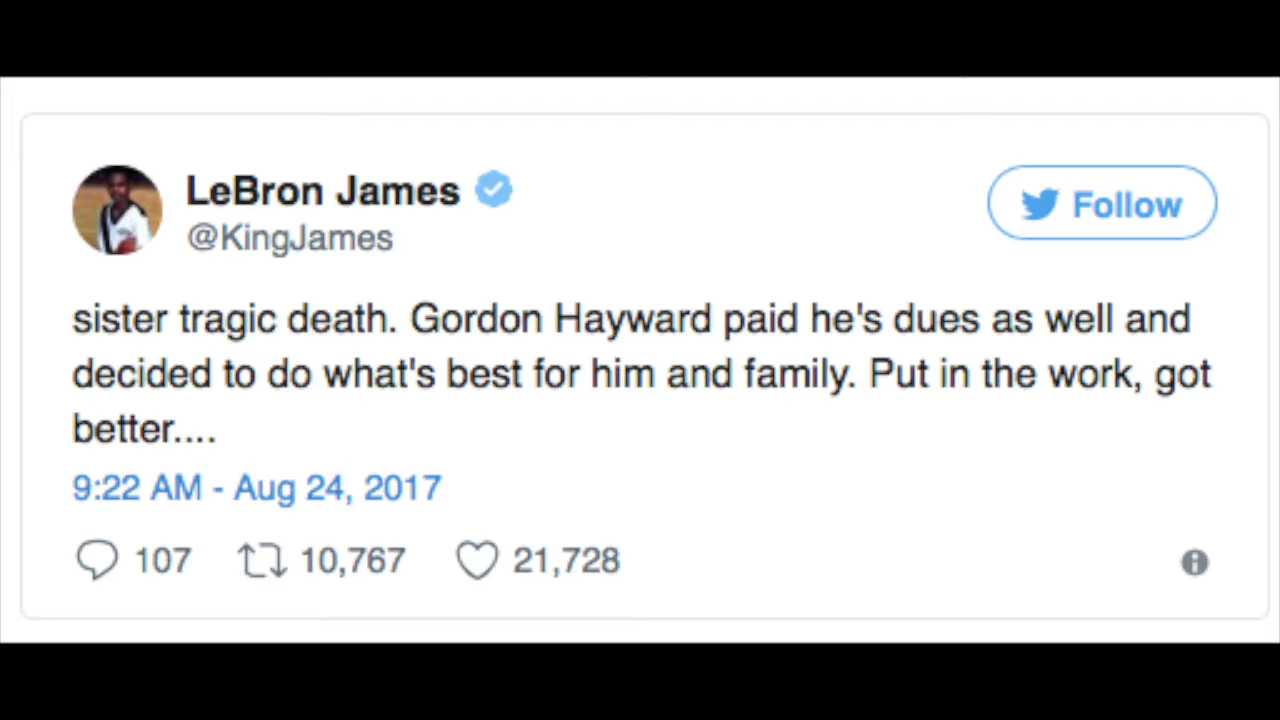 LeBron James
@KingJames
Follow
sister tragic death. Gordon Hayward paid he's dues as well and
decided to do what's best for him and family. Put in the work, got
better....
9:22 AM - Aug 24, 2017
107 10,767 21,728